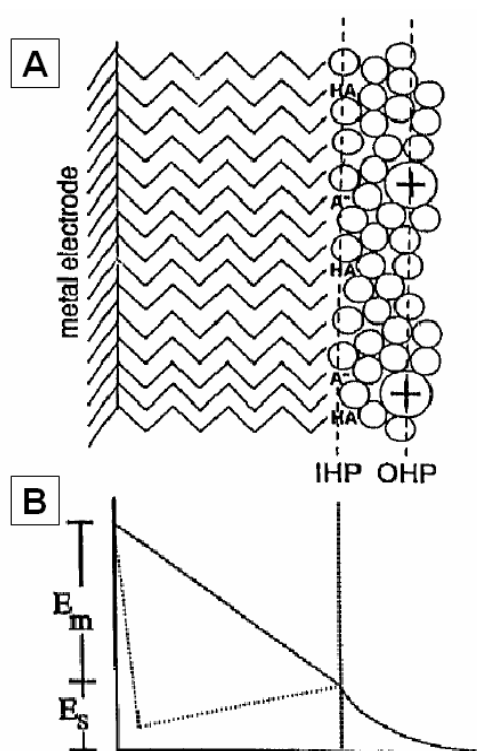 A
metal electrode
HA
A⁻
HA
A⁻
HA
+
+
IHP OHP
B
Em
Es